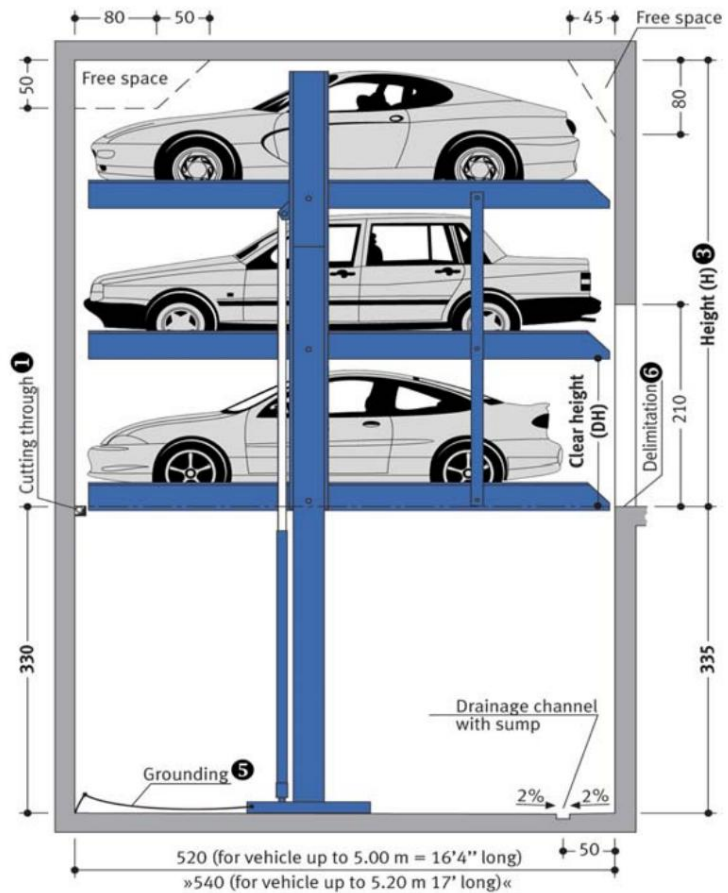 80
50
45
Free space
Free space
50
80
Height (H) 3
Cutting through 1
Clear height
(DH)
Delimitation 6
210
330
335
Drainage channel
with sump
Grounding 5
2%
2%
50
520 (for vehicle up to 5.00 m = 16'4'' long)
»540 (for vehicle up to 5.20 m 17' long)«